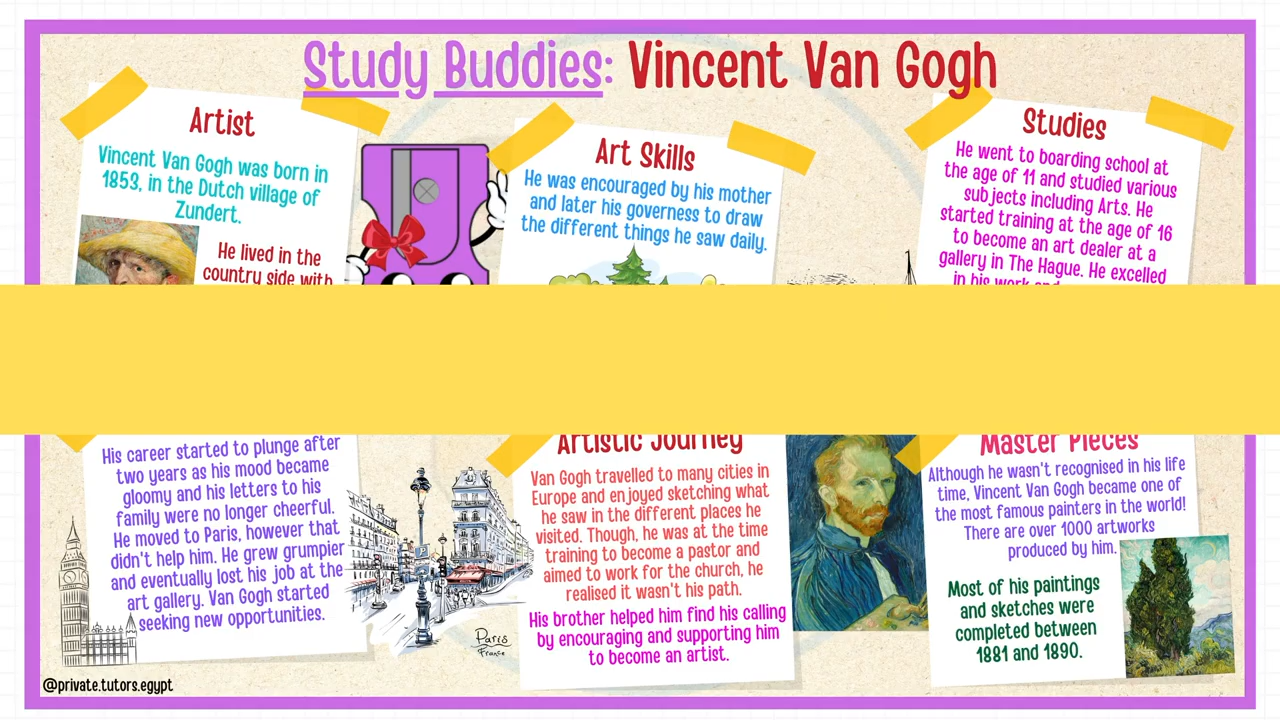 Study Buddies: Vincent Van Gogh
Artist
Vincent Van Gogh was born in
1853, in the Dutch village of
Zundert.
He lived in the
country side with
Art Skills
He was encouraged by his mother
and later his governess to draw
the different things he saw daily.
Studies
He went to boarding school at
the age of 11 and studied various
subjects including Arts. He
started training at the age of 16
to become an art dealer at a
gallery in The Hague. He excelled
in his work and
His career started to plunge after
two years as his mood became
gloomy and his letters to his
family were no longer cheerful.
He moved to Paris, however that
didn't help him. He grew grumpier
and eventually lost his job at the
art gallery. Van Gogh started
seeking new opportunities.
Paris
France
Artistic Journey
Van Gogh travelled to many cities in
Europe and enjoyed sketching what
he saw in the different places he
visited. Though, he was at the time
training to become a pastor and
aimed to work for the church, he
realised it wasn't his path.
His brother helped him find his calling
by encouraging and supporting him
to become an artist.
Master Pieces
Although he wasn't recognised in his life
time, Vincent Van Gogh became one of
the most famous painters in the world!
There are over 1000 artworks
produced by him.
Most of his paintings
and sketches were
completed between
1881 and 1890.
@private.tutors.egypt